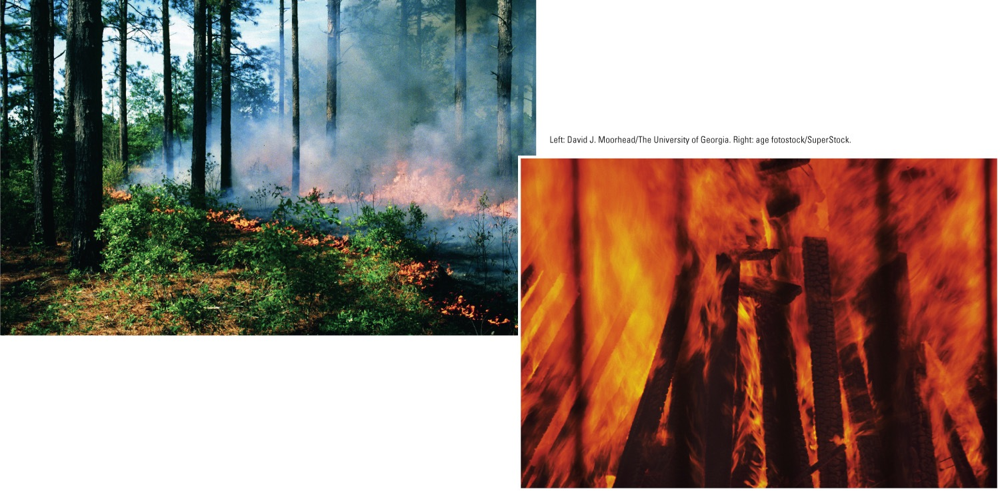 Left: David J. Moorhead/The University of Georgia. Right: age fotostock/SuperStock.